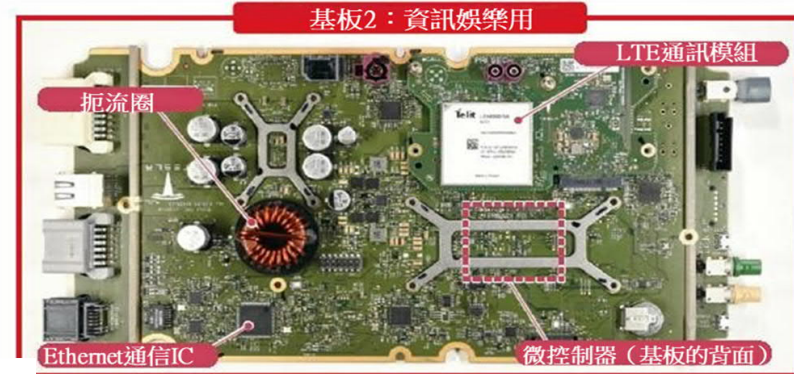 基板2：資訊娛樂用
LTE通訊模組
扼流圈
Telit
TESLA
Ethernet通信IC
微控制器（基板的背面）